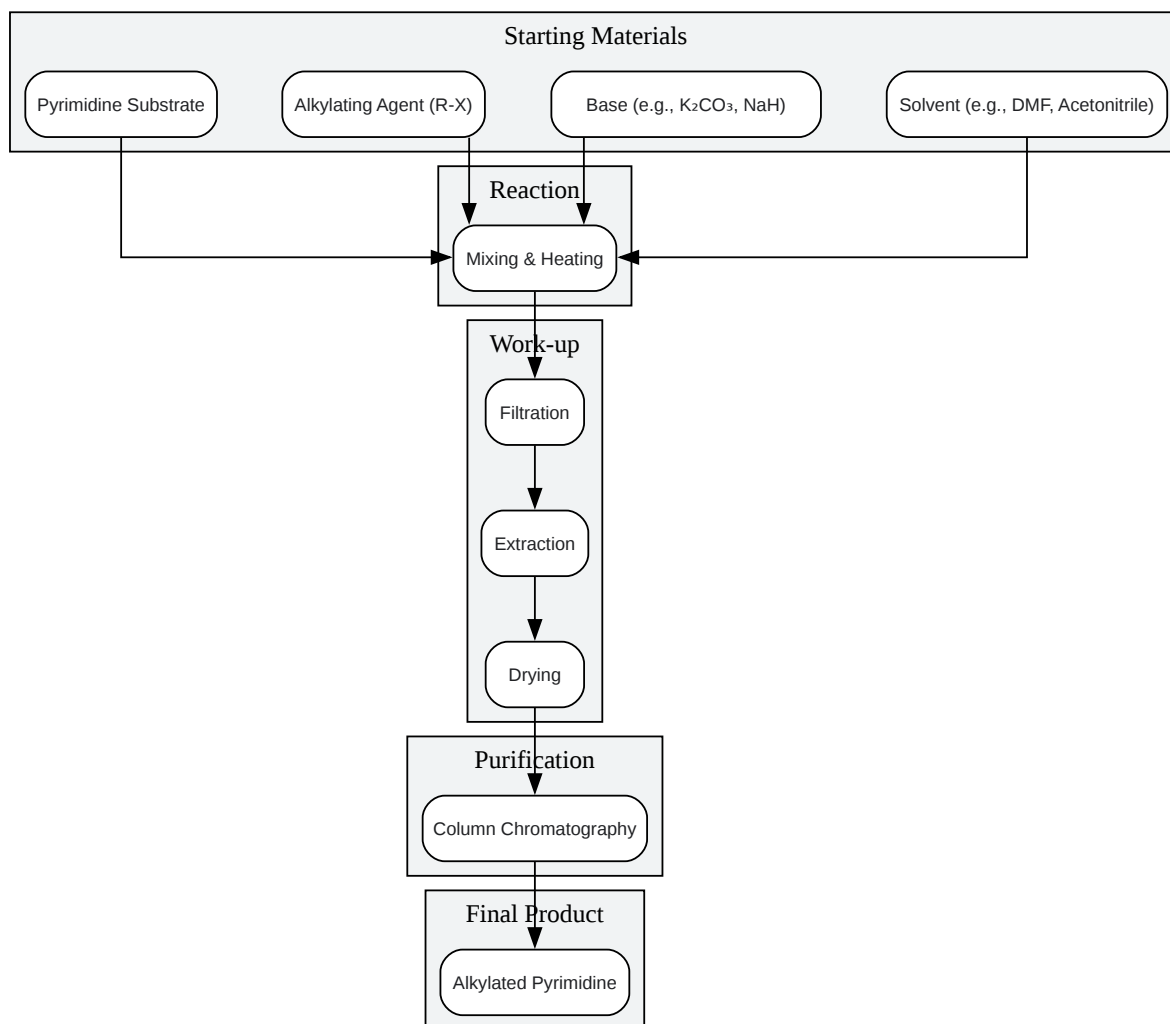 Starting Materials
Pyrimidine Substrate
Alkylating Agent (R-X)
Base (e.g., K₂CO₃, NaH)
Solvent (e.g., DMF, Acetonitrile)
Reaction
Mixing & Heating
Work-up
Filtration
Extraction
Drying
Purification
Column Chromatography
Final Product
Alkylated Pyrimidine